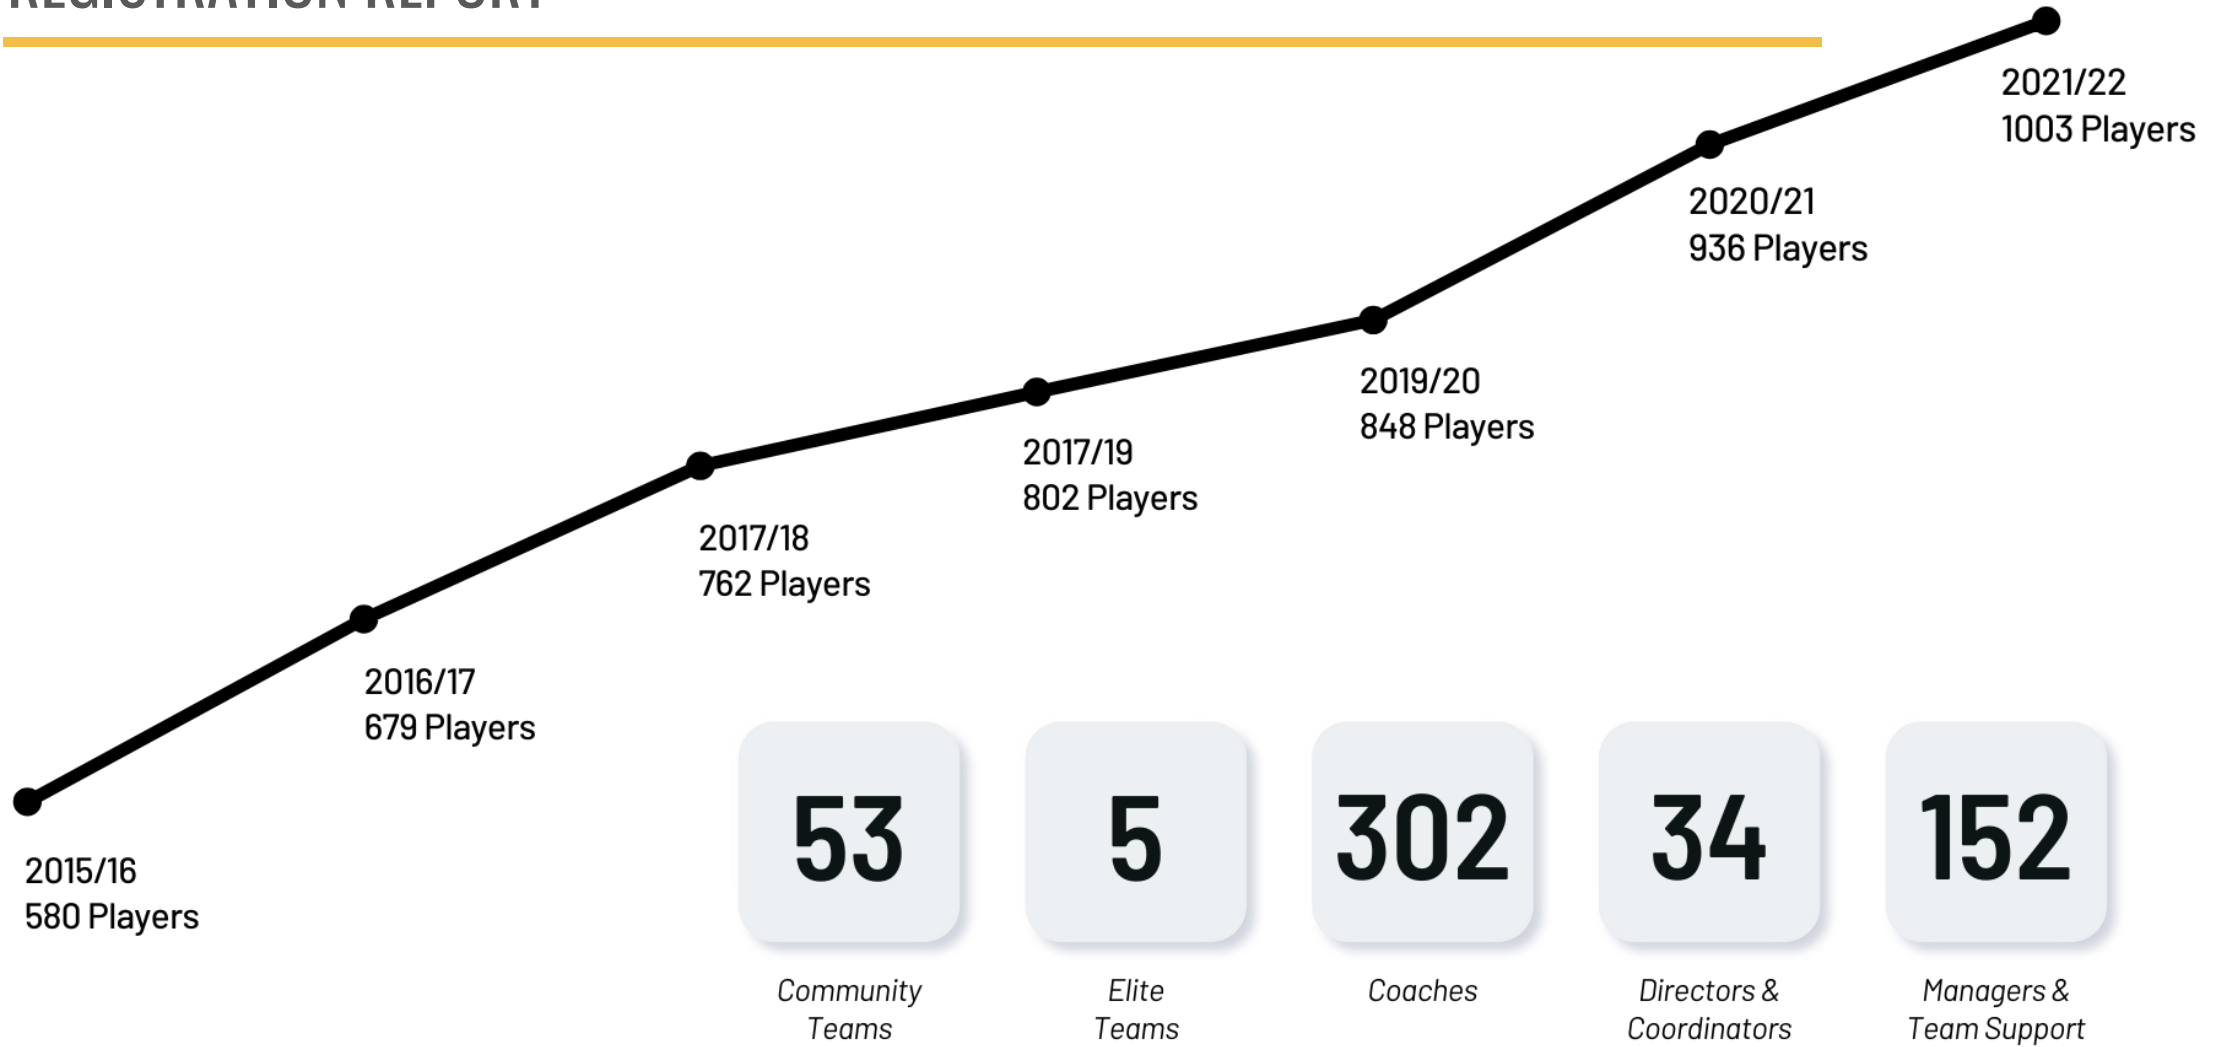 REGISTRATION REPORT
2021/22
1003 Players
2020/21
936 Players
2019/20
848 Players
2017/19
802 Players
2017/18
762 Players
2016/17
679 Players
2015/16
580 Players
53
5
302
34
152
Community
Teams
Elite
Teams
Coaches
Directors &
Coordinators
Managers &
Team Support